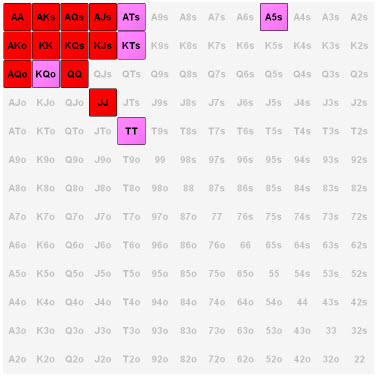 AA AKs AQs AJs ATs A9s A8s A7s A6s A5s A4s A3s A2s
AKo KK KQs KJs KTs K9s K8s K7s K6s K5s K4s K3s K2s
AQo KQo QQ QJs QTs Q9s Q8s Q7s Q6s Q5s Q4s Q3s Q2s
AJo KJo QJo JJ JTs J9s J8s J7s J6s J5s J4s J3s J2s
ATo KTo QTo JTo TT T9s T8s T7s T6s T5s T4s T3s T2s
A9o K9o Q9o J9o T9o 99 98s 97s 96s 95s 94s 93s 92s
A8o K8o Q8o J8o T8o 98o 88 87s 86s 85s 84s 83s 82s
A7o K7o Q7o J7o T7o 97o 87o 77 76s 75s 74s 73s 72s
A6o K6o Q6o J6o T6o 96o 86o 76o 66 65s 64s 63s 62s
A5o K5o Q5o J5o T5o 95o 85o 75o 65o 55 54s 53s 52s
A4o K4o Q4o J4o T4o 94o 84o 74o 64o 54o 44 43s 42s
A3o K3o Q3o J3o T3o 93o 83o 73o 63o 53o 43o 33 32s
A2o K2o Q2o J2o T2o 92o 82o 72o 62o 52o 42o 32o 22